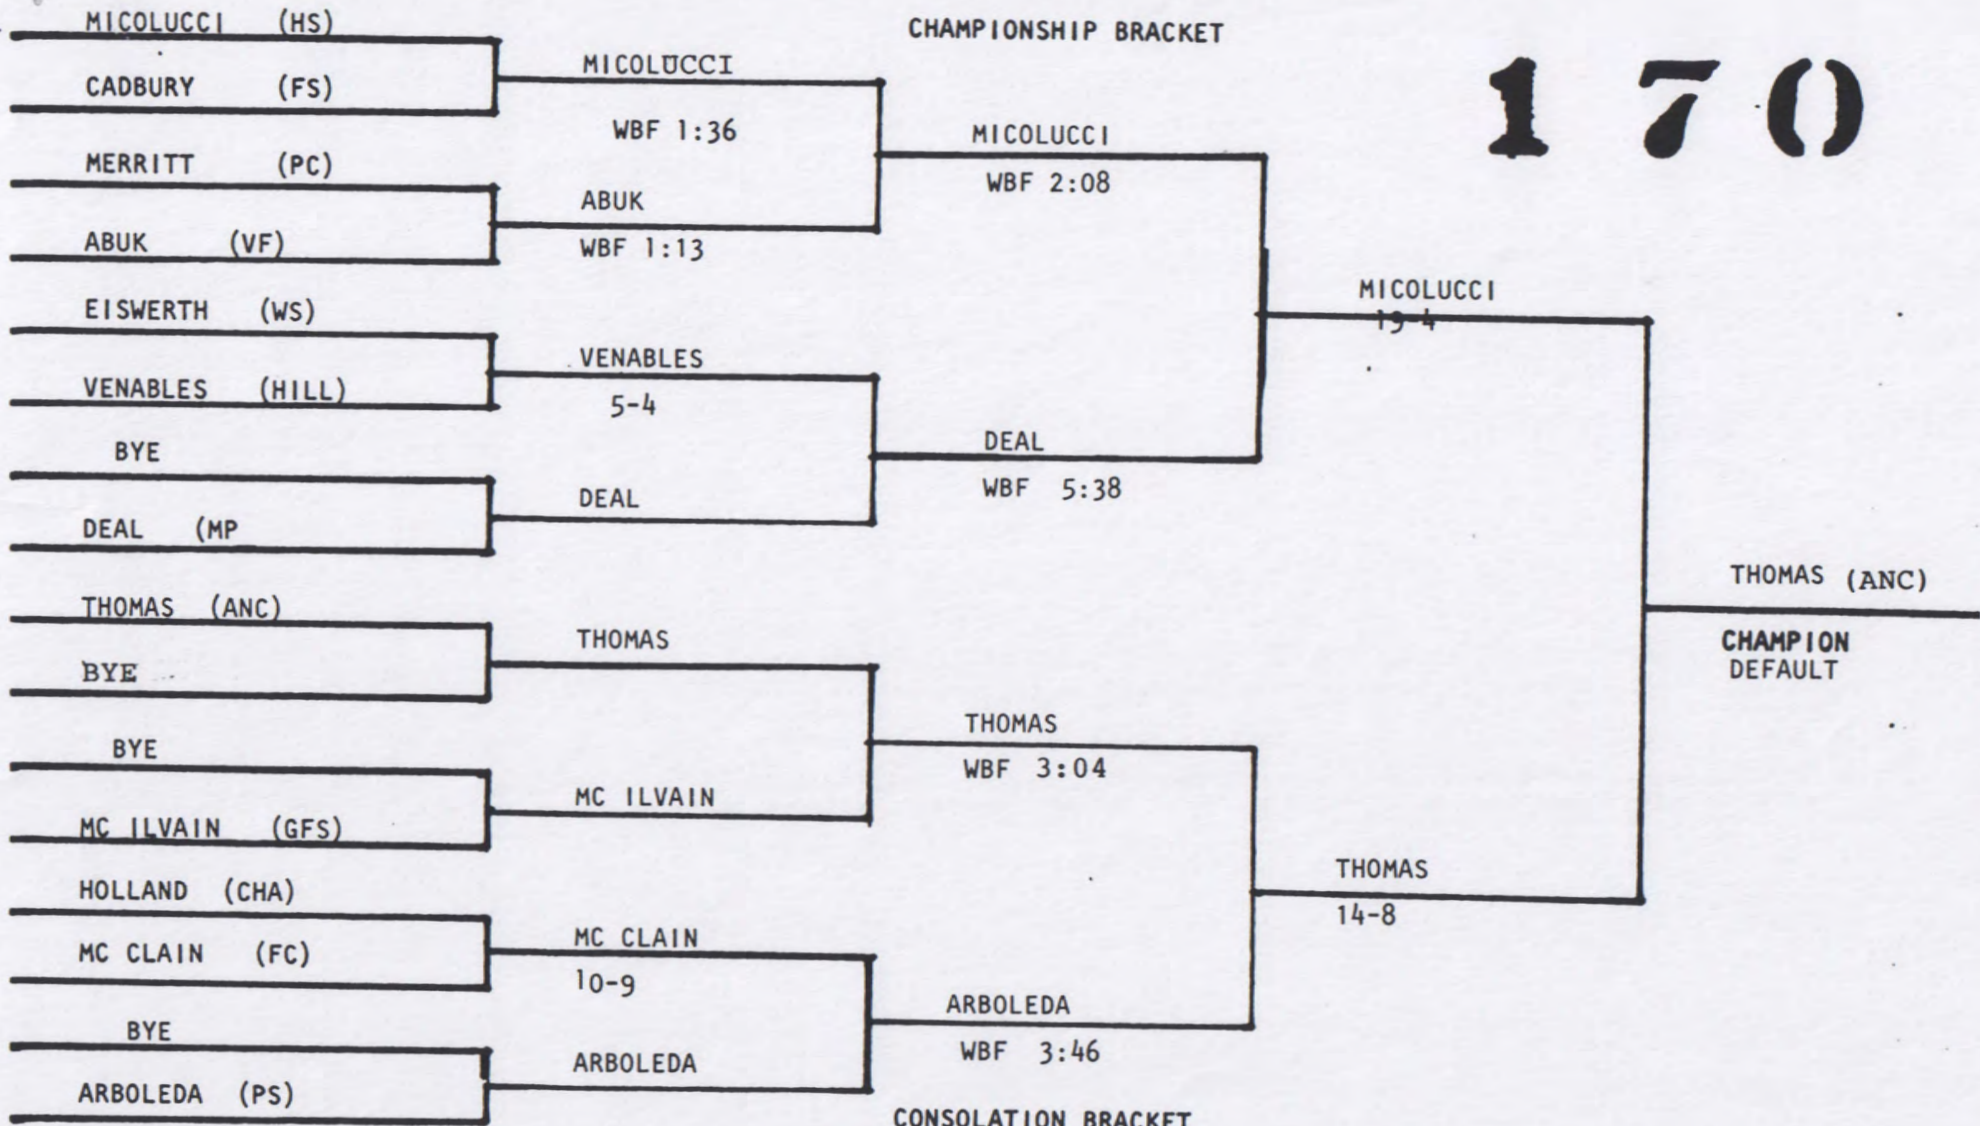 CHAMPIONSHIP BRACKET
170
MICOLUCCI (HS)
CADBURY (FS)
MERRITT (PC)
ABUK (VF)
EISWERTH (WS)
VENABLES (HILL)
BYE
DEAL (MP
THOMAS (ANC)
BYE
BYE
MC ILVAIN (GFS)
HOLLAND (CHA)
MC CLAIN (FC)
BYE
ARBOLEDA (PS)
MICOLUCCI
WBF 1:36
ABUK
WBF 1:13
VENABLES
5-4
DEAL
THOMAS
MC ILVAIN
MC CLAIN
10-9
ARBOLEDA
MICOLUCCI
WBF 2:08
DEAL
WBF 5:38
THOMAS
WBF 3:04
ARBOLEDA
WBF 3:46
MICOLUCCI
19-4
THOMAS
14-8
THOMAS (ANC)
CHAMPION
DEFAULT
CONSOLATION BRACKET